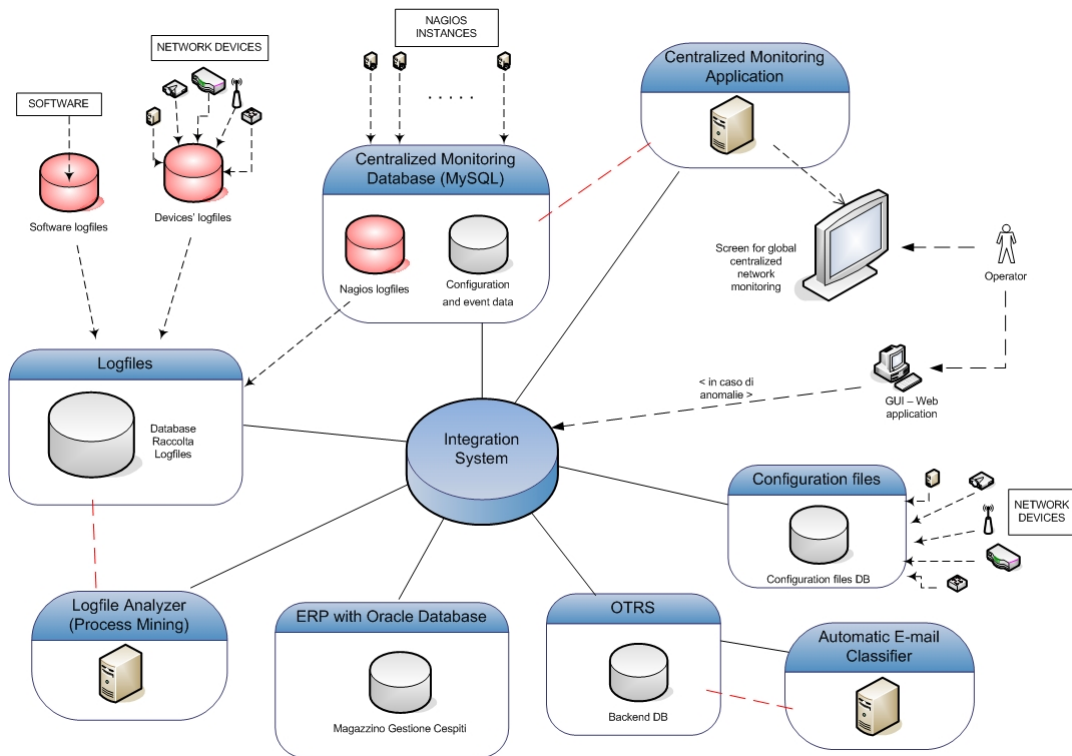 NAGIOS
INSTANCES
NETWORK DEVICES
SOFTWARE
Centralized Monitoring
Application
Centralized Monitoring
Database (MySQL)
Software logfiles
Devices' logfiles
Nagios logfiles
Configuration
and event data
Screen for global
centralized
network
monitoring
Operator
Logfiles
Database
Raccolta
Logfiles
< in caso di
anomalie >
GUI – Web
application
Integration
System
Configuration files
Configuration files DB
NETWORK
DEVICES
Logfile Analyzer
(Process Mining)
ERP with Oracle Database
Magazzino Gestione Cespiti
OTRS
Backend DB
Automatic E-mail
Classifier